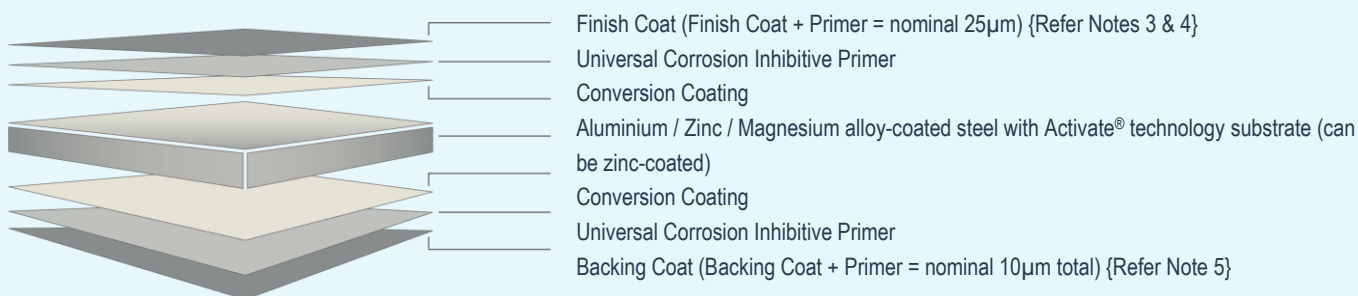 Finish Coat (Finish Coat + Primer = nominal 25µm) {Refer Notes 3 & 4}
Universal Corrosion Inhibitive Primer
Conversion Coating
Aluminium / Zinc / Magnesium alloy-coated steel with Activate® technology substrate (can
be zinc-coated)
Conversion Coating
Universal Corrosion Inhibitive Primer
Backing Coat (Backing Coat + Primer = nominal 10µm total) {Refer Note 5}